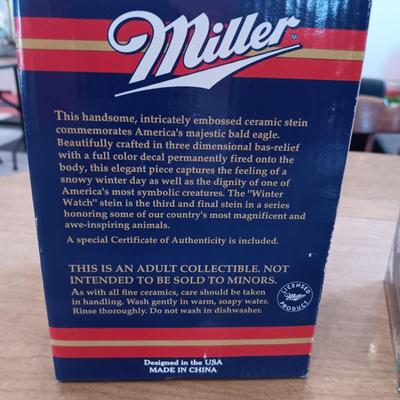 Miller®
This handsome, intricately embossed ceramic stein
commemorates America's majestic bald eagle.
Beautifully crafted in three dimensional bas-relief
with a full color decal permanently fired onto the
body, this elegant piece captures the feeling of a
snowy winter day as well as the dignity of one of
America's most symbolic creatures. The "Winter
Watch" stein is the third and final stein in a series
honoring some of our country's most magnificent and
awe-inspiring animals.
A special Certificate of Authenticity is included.
THIS IS AN ADULT COLLECTIBLE. NOT
INTENDED TO BE SOLD TO MINORS.
As with all fine ceramics, care should be taken
in handling. Wash gently in warm, soapy water.
Rinse thoroughly. Do not wash in dishwasher.
LICENSED
Miller
PRODUCT
Designed in the USA
MADE IN CHINA